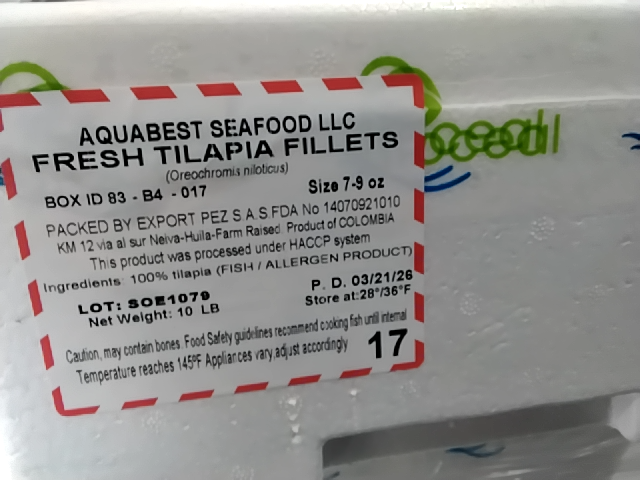 AQUABEST SEAFOOD LLC
FRESH TILAPIA FILLETS
(Oreochromis niloticus)
BOX ID 83 - B4 - 017
Size 7-9 oz
PACKED BY EXPORT PEZ S.A.S.FDA No 14070921010
KM 12 via al sur Neiva-Huila-Farm Raised. Product of COLOMBIA
This product was processed under HACCP system
Ingredients: 100% tilapia (FISH / ALLERGEN PRODUCT)
LOT: SOE1079
P. D. 03/21/26
Net Weight: 10 LB
Store at:28°/36°F
Caution, may contain bones. Food Safety guidelines recommend cooking fish until internal
Temperature reaches 145ºF Appliances vary,adjust accordingly
17